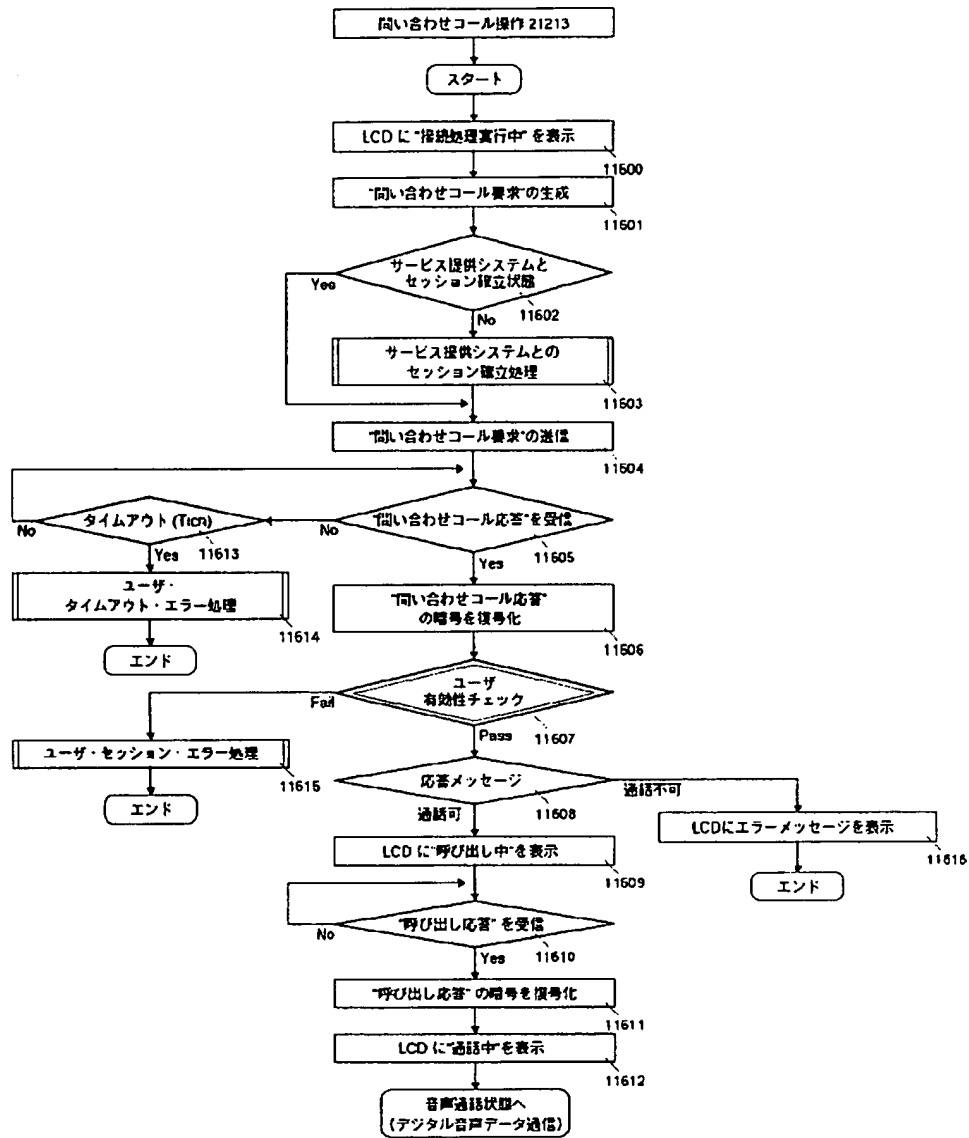 問い合わせコール操作 21213
スタート
LCD に"接続処理実行中" を表示
11600
"問い合わせコール要求"の生成
11601
サービス提供システムと
セッション確立状態
Yes
11602
No
サービス提供システムとの
セッション確立処理
11603
"問い合わせコール要求"の送信
11604
タイムアウト (Ticr)
No
11613
Yes
"問い合わせコール応答"を受信
No
11605
Yes
ユーザ・
タイムアウト・エラー処理
11614
エンド
"問い合わせコール応答"
の暗号を復号化
11606
ユーザ
有効性チェック
Fail
11607
Pass
ユーザ・セッション・エラー処理
11615
エンド
応答メッセージ
11608
通話可
通話不可
LCDにエラーメッセージを表示
11616
エンド
LCD に"呼び出し中"を表示
11609
"呼び出し応答" を受信
No
11610
Yes
"呼び出し応答" の暗号を復号化
11611
LCD に"通話中"を表示
11612
音声通話状態へ
(デジタル音声データ通信)